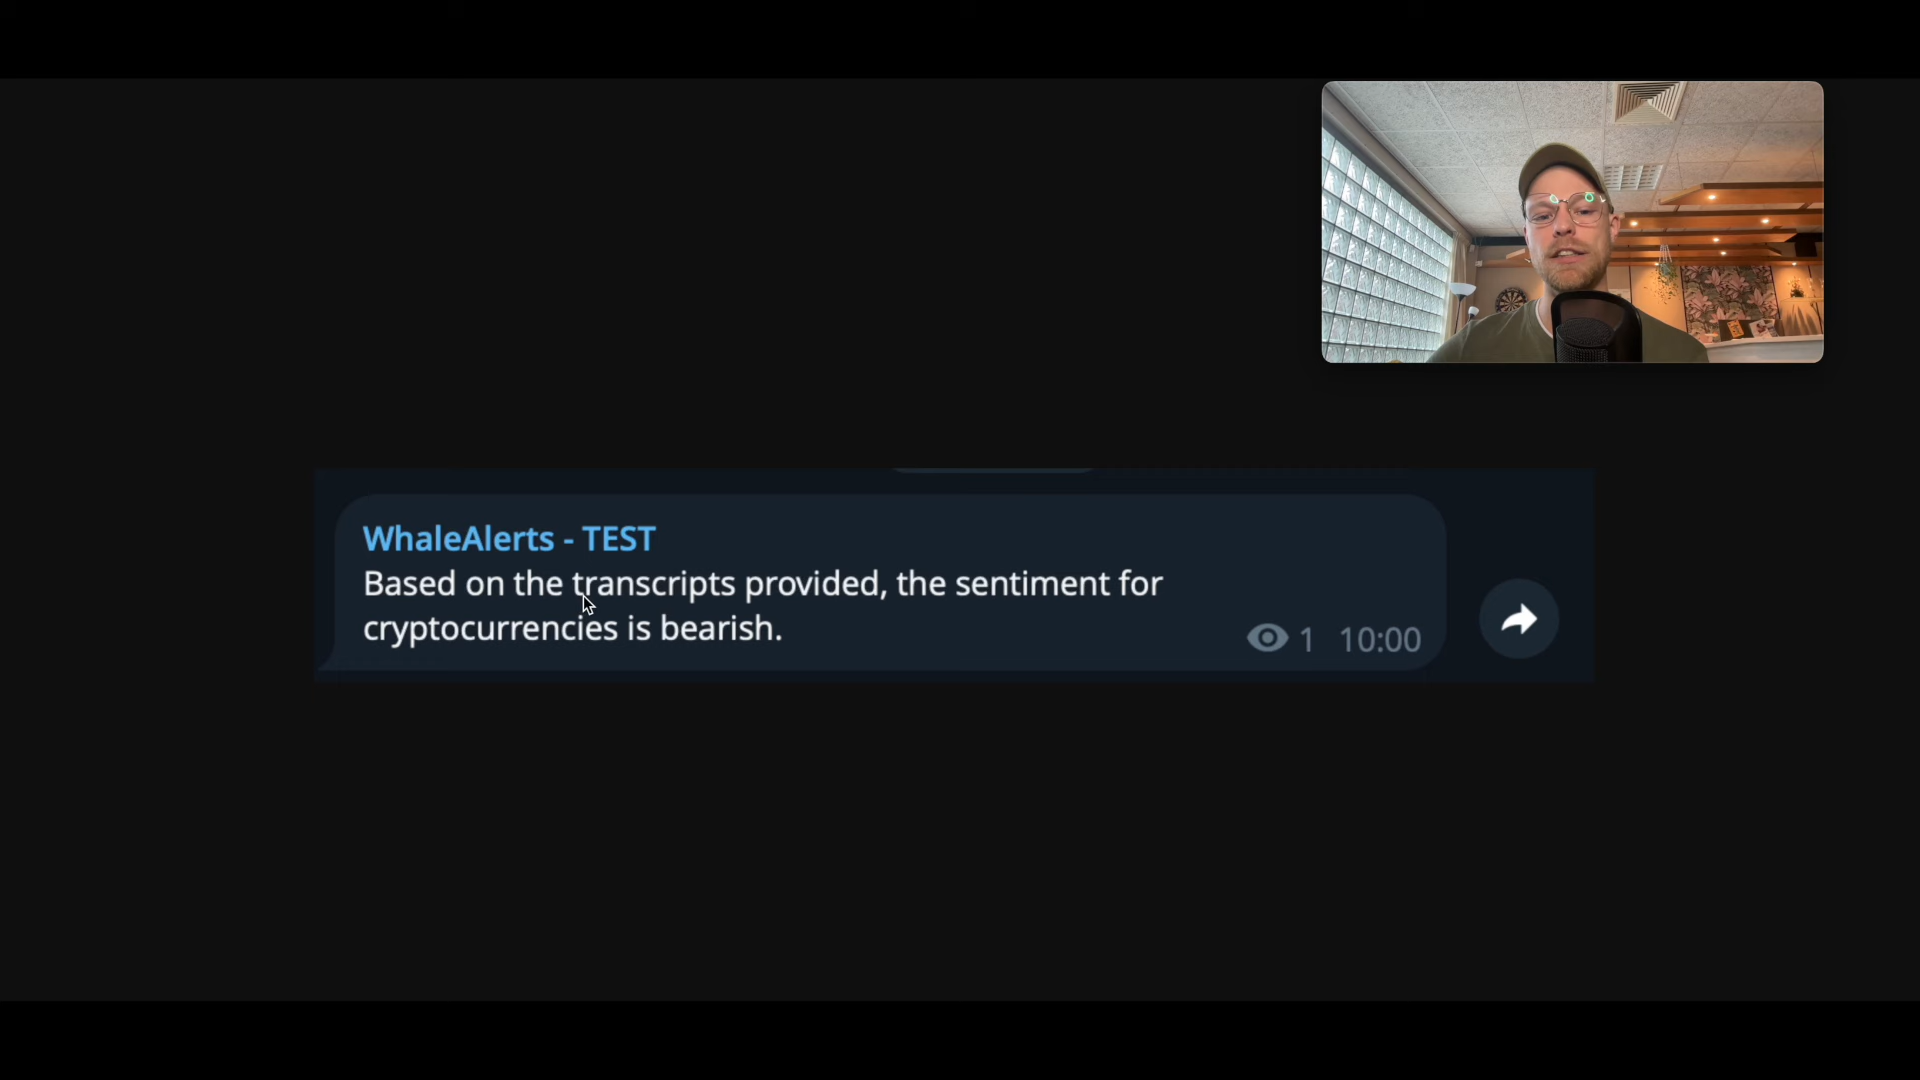 WhaleAlerts - TEST
Based on the transcripts provided, the sentiment for
cryptocurrencies is bearish.
1 10:00